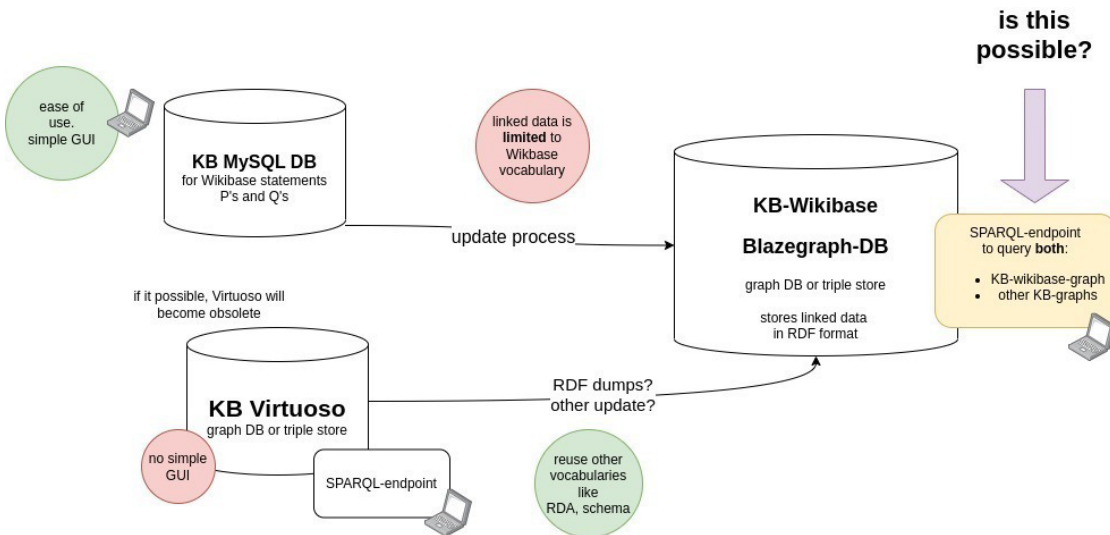 is this
possible?
ease of
use.
simple GUI
KB MySQL DB
for Wikibase statements
P's and Q's
linked data is
limited to
Wikbase
vocabulary
update process
KB-Wikibase
Blazegraph-DB
graph DB or triple store
stores linked data
in RDF format
SPARQL-endpoint
to query both:
KB-wikibase-graph
other KB-graphs
if it possible, Virtuoso will
become obsolete
KB Virtuoso
graph DB or triple store
no simple
GUI
SPARQL-endpoint
RDF dumps?
other update?
reuse other
vocabularies
like
RDA, schema